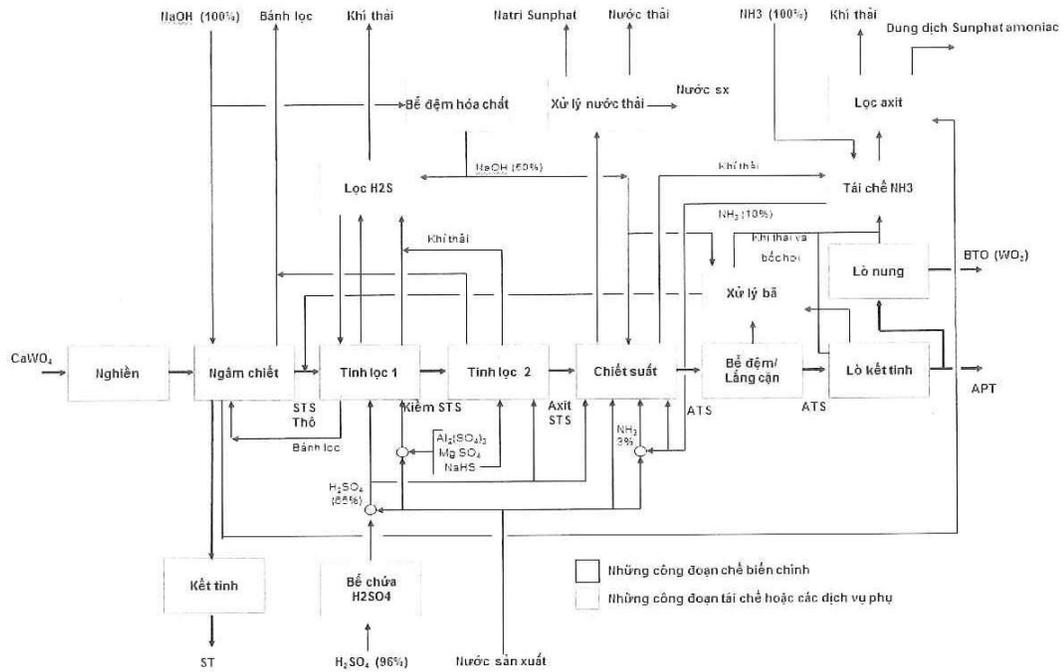 NaOH (100%)
Bánh lọc
Khí thải
Natri Sunphat
Nước thải
NH3 (100%)
Khí thải
Dung dịch Sunphat amoniac
Bể đệm hóa chất
Xử lý nước thải
Nước sx
Lọc axit
NaOH (50%)
Khí thải
Lọc H2S
Tái chế NH3
NH₃ (10%)
Khí thải
Khí thải và
bốc hơi
Lò nung
BTO (WO₃)
Xử lý bã
CaWO₄
Nghiền
Ngâm chiết
Tinh lọc 1
Tinh lọc 2
Chiết suất
Bể đệm/
Lắng cặn
Lò kết tinh
APT
STS
Thô
Kiềm STS
Axit
STS
ATS
ATS
Bánh lọc
Al₂(SO₄)₃
Mg SO₄
NaHS
NH₃
3%
H₂SO₄
Kết tinh
Bể chứa
H2SO4
Những công đoạn chế biến chính
Những công đoạn tái chế hoặc các dịch vụ phụ
ST
H₂SO₄ (96%)
Nước sản xuất